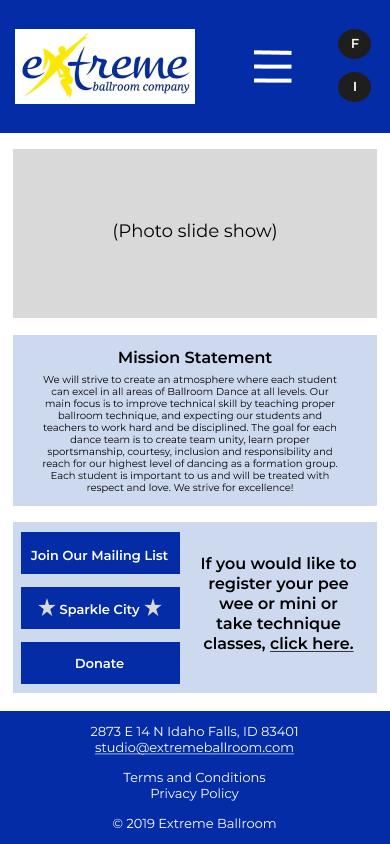 extreme
ballroom company
F
I
(Photo slide show)
Mission Statement
We will strive to create an atmosphere where each student
can excel in all areas of Ballroom Dance at all levels. Our
main focus is to improve technical skill by teaching proper
ballroom technique, and expecting our students and
teachers to work hard and be disciplined. The goal for each
dance team is to create team unity, learn proper
sportsmanship, courtesy, inclusion and responsibility and
reach for our highest level of dancing as a formation group.
Each student is important to us and will be treated with
respect and love. We strive for excellence!
Join Our Mailing List
Sparkle City
Donate
If you would like to
register your pee
wee or mini or
take technique
classes, click here.
2873 E 14 N Idaho Falls, ID 83401
studio@extremeballroom.com
Terms and Conditions
Privacy Policy
© 2019 Extreme Ballroom